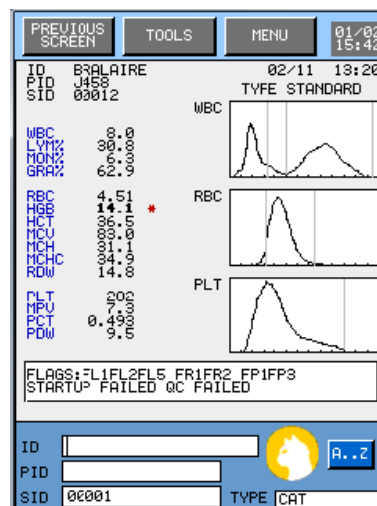 PREVIOUS SCREEN
TOOLS
MENU
01/02 15:42
ID BRALAIRE 02/11 13:20
PID J458 TYPE STANDARD
SID 00012
WBC
WBC 8.0
LYM% 30.8
MON% 6.3
GRA% 62.9
RBC
RBC 4.51
HGB 14.1 *
HCT 36.5
MCV 83.0
MCH 31.1
MCHC 34.9
RDW 14.8
PLT
PLT 202
MPV 7.3
PCT 0.493
PDW 9.5
FLAGS:FL1FL2FL5 FR1FR2 FP1FP3
STARTUP FAILED QC FAILED
ID
A..Z
PID
SID 00001 TYPE CAT